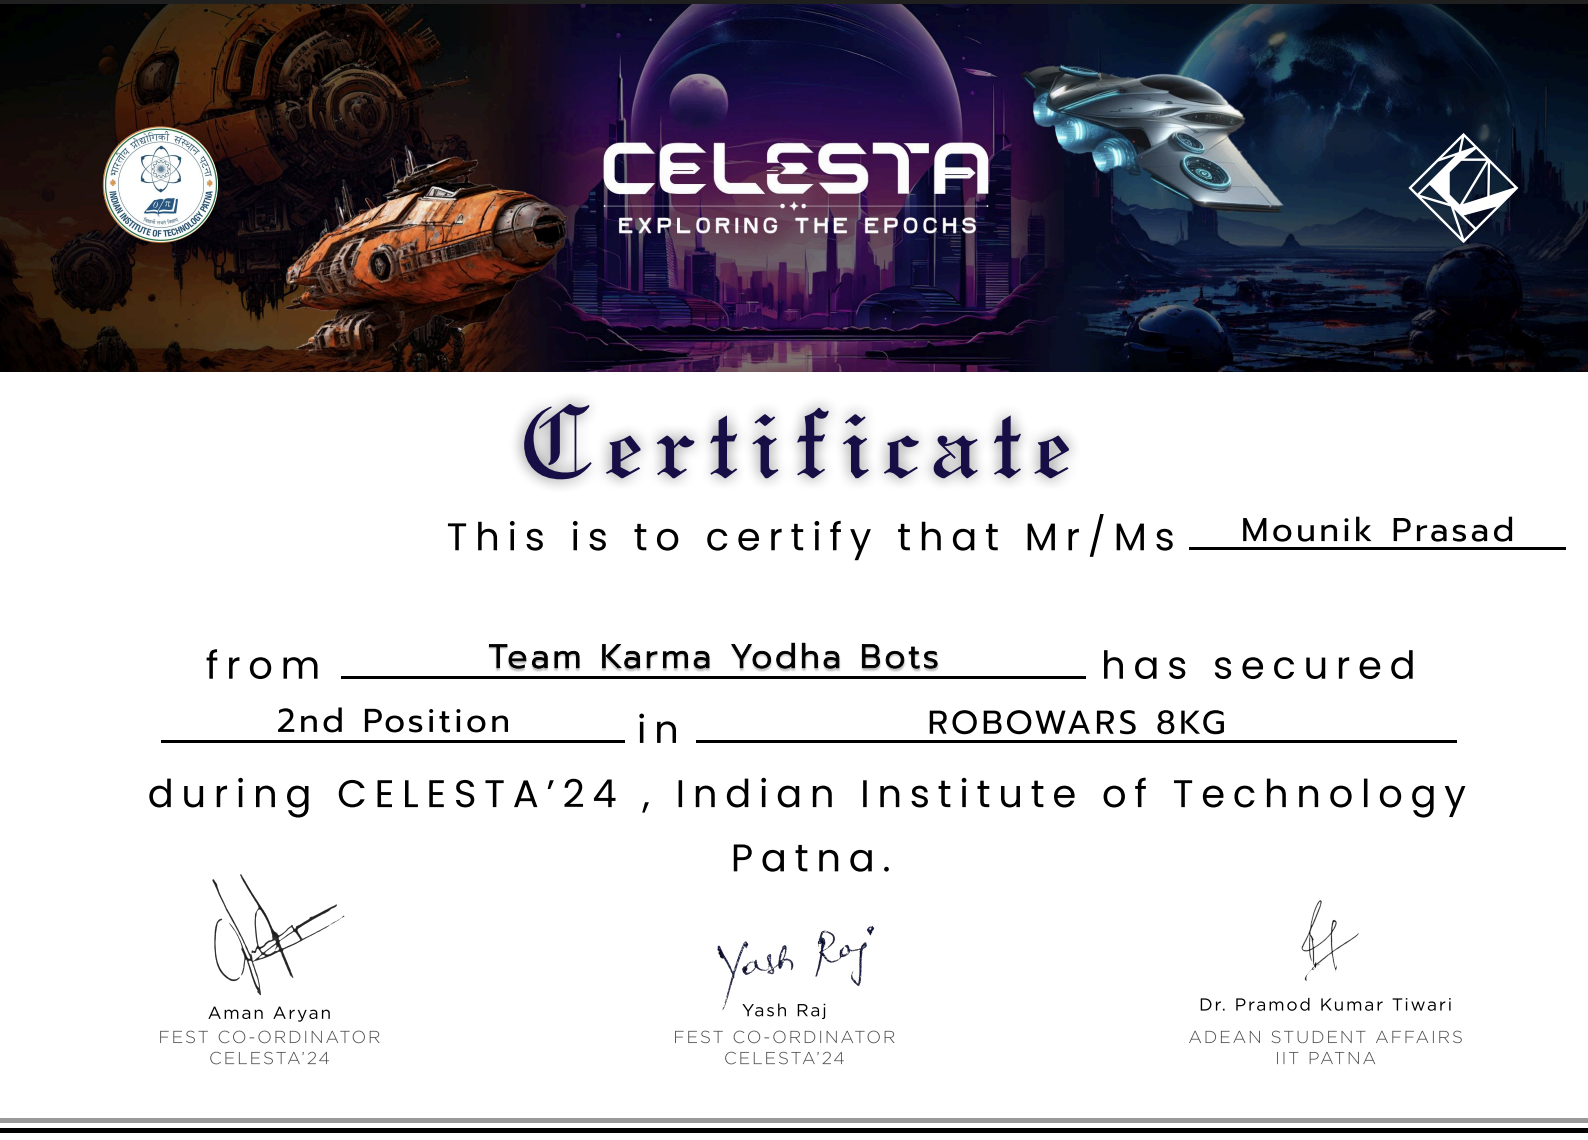 भारतीय प्रौद्योगिकी संस्थान पटना
INDIAN INSTITUTE OF TECHNOLOGY PATNA
CELESTA
EXPLORING THE EPOCHS
Certificate
This is to certify that Mr/Ms Mounik Prasad
from Team Karma Yodha Bots has secured
2nd Position in ROBOWARS 8KG
during CELESTA’24 , Indian Institute of Technology
Patna.
Yash Raj
Aman Aryan
FEST CO-ORDINATOR
CELESTA’24
Yash Raj
FEST CO-ORDINATOR
CELESTA’24
Dr. Pramod Kumar Tiwari
ADEAN STUDENT AFFAIRS
IIT PATNA